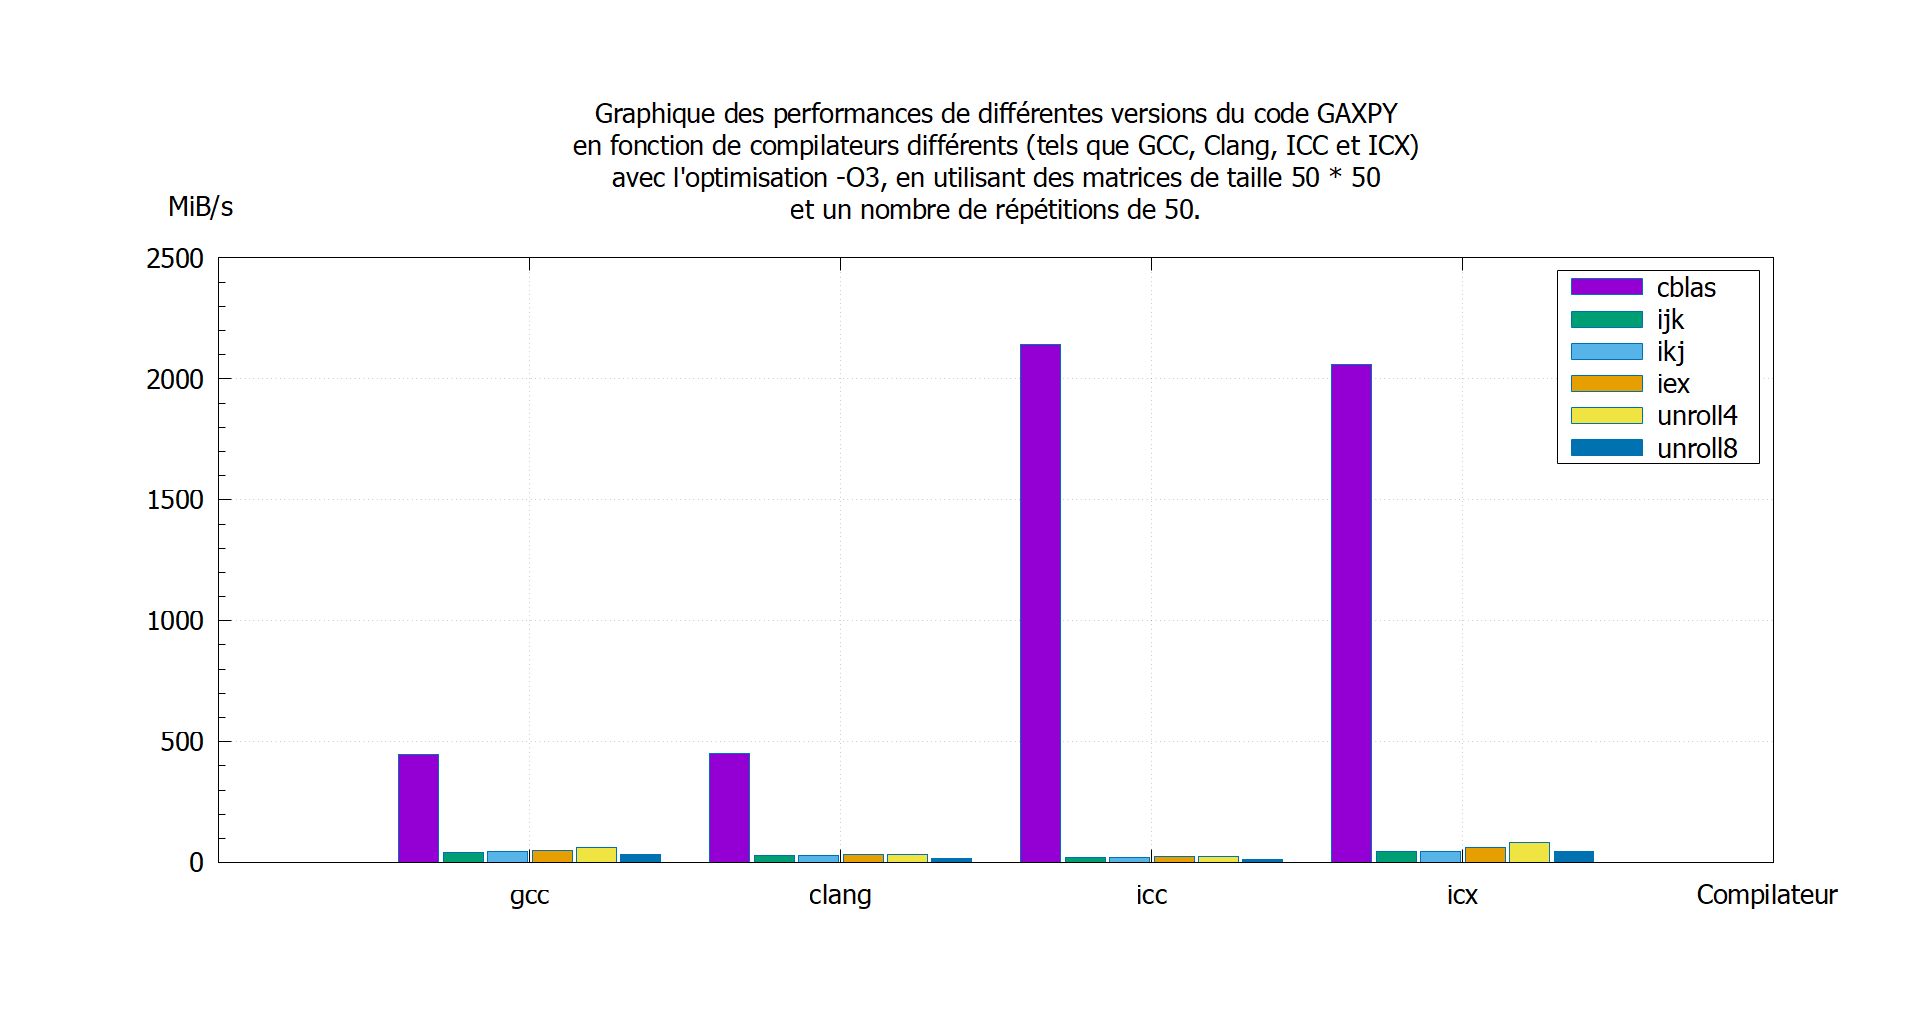 Graphique des performances de différentes versions du code GAXPY
en fonction de compilateurs différents (tels que GCC, Clang, ICC et ICX)
avec l'optimisation -O3, en utilisant des matrices de taille 50 * 50
et un nombre de répétitions de 50.
MiB/s
2500
2000
1500
1000
500
0
cblas
ijk
ikj
iex
unroll4
unroll8
gcc clang icc icx Compilateur